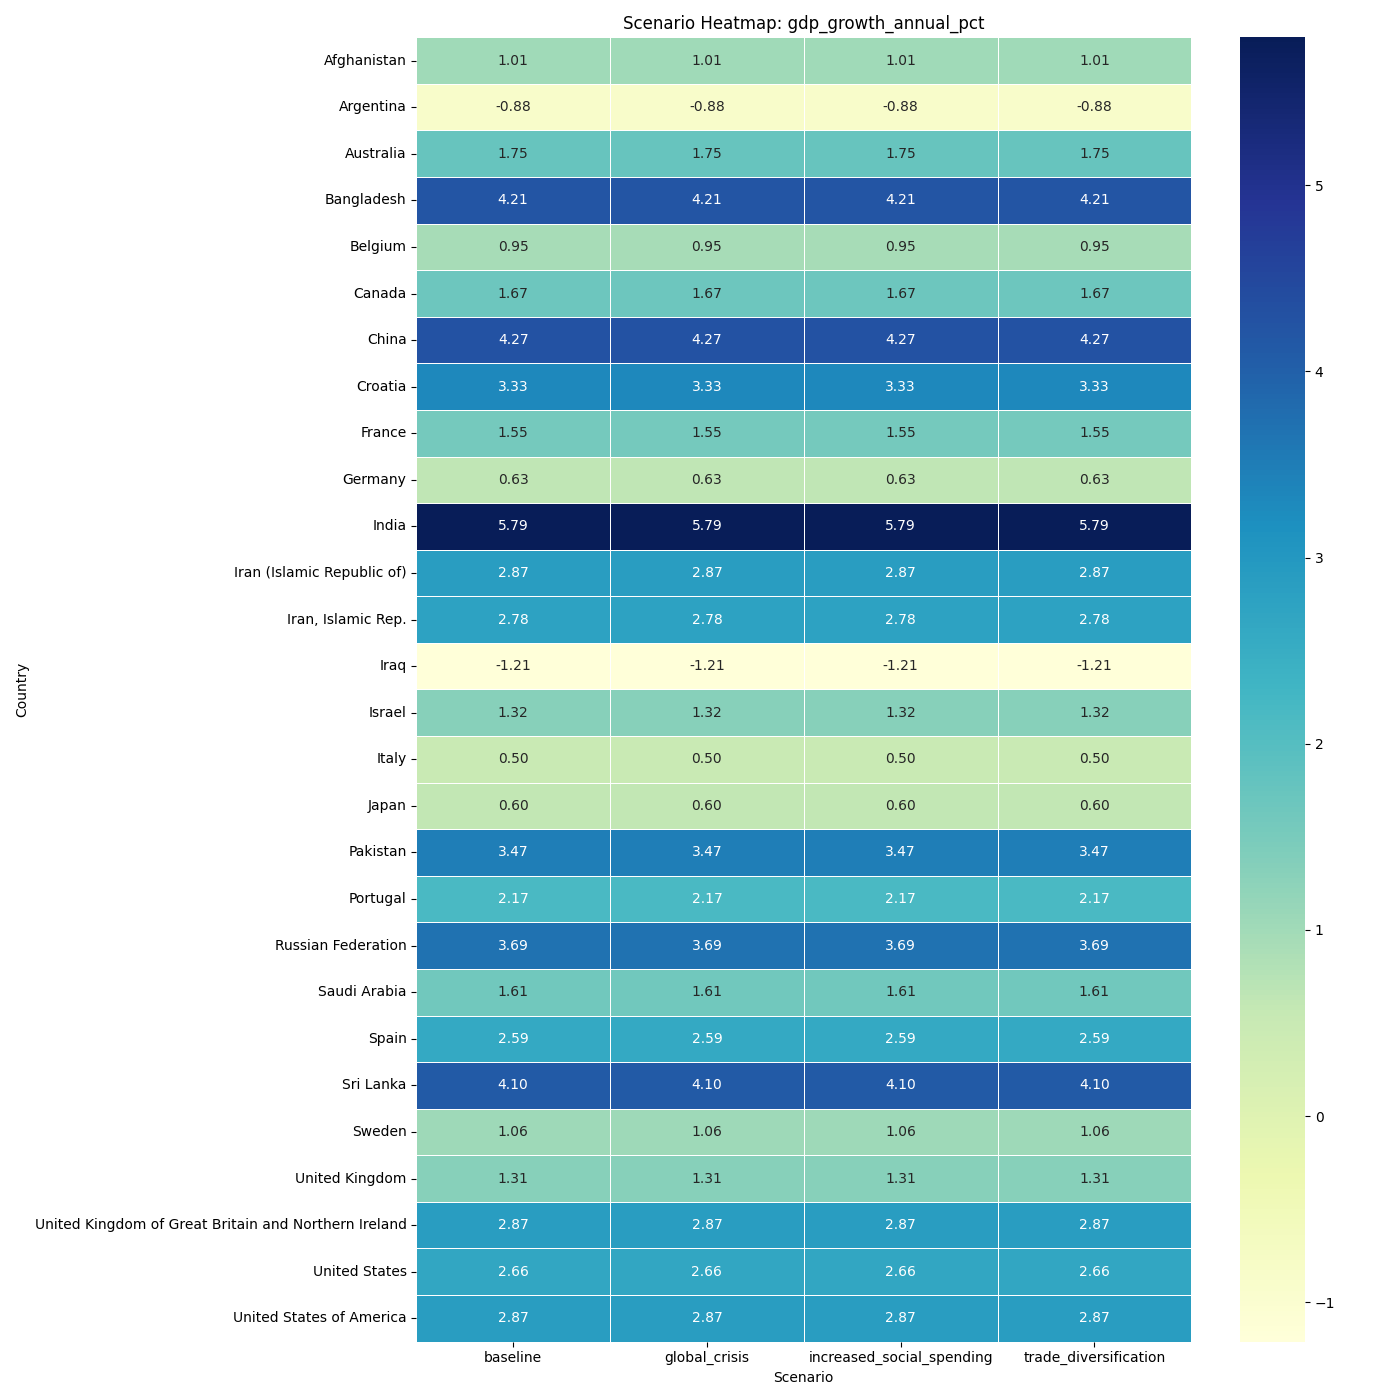 Scenario Heatmap: gdp_growth_annual_pct
Afghanistan 1.01 1.01 1.01 1.01
Argentina -0.88 -0.88 -0.88 -0.88
Australia 1.75 1.75 1.75 1.75
Bangladesh 4.21 4.21 4.21 4.21
Belgium 0.95 0.95 0.95 0.95
Canada 1.67 1.67 1.67 1.67
China 4.27 4.27 4.27 4.27
Croatia 3.33 3.33 3.33 3.33
France 1.55 1.55 1.55 1.55
Germany 0.63 0.63 0.63 0.63
India 5.79 5.79 5.79 5.79
Iran (Islamic Republic of) 2.87 2.87 2.87 2.87
Iran, Islamic Rep. 2.78 2.78 2.78 2.78
Iraq -1.21 -1.21 -1.21 -1.21
Israel 1.32 1.32 1.32 1.32
Italy 0.50 0.50 0.50 0.50
Japan 0.60 0.60 0.60 0.60
Pakistan 3.47 3.47 3.47 3.47
Portugal 2.17 2.17 2.17 2.17
Russian Federation 3.69 3.69 3.69 3.69
Saudi Arabia 1.61 1.61 1.61 1.61
Spain 2.59 2.59 2.59 2.59
Sri Lanka 4.10 4.10 4.10 4.10
Sweden 1.06 1.06 1.06 1.06
United Kingdom 1.31 1.31 1.31 1.31
United Kingdom of Great Britain and Northern Ireland 2.87 2.87 2.87 2.87
United States 2.66 2.66 2.66 2.66
United States of America 2.87 2.87 2.87 2.87
baseline global_crisis increased_social_spending trade_diversification
Scenario
Country
5
4
3
2
1
0
−1